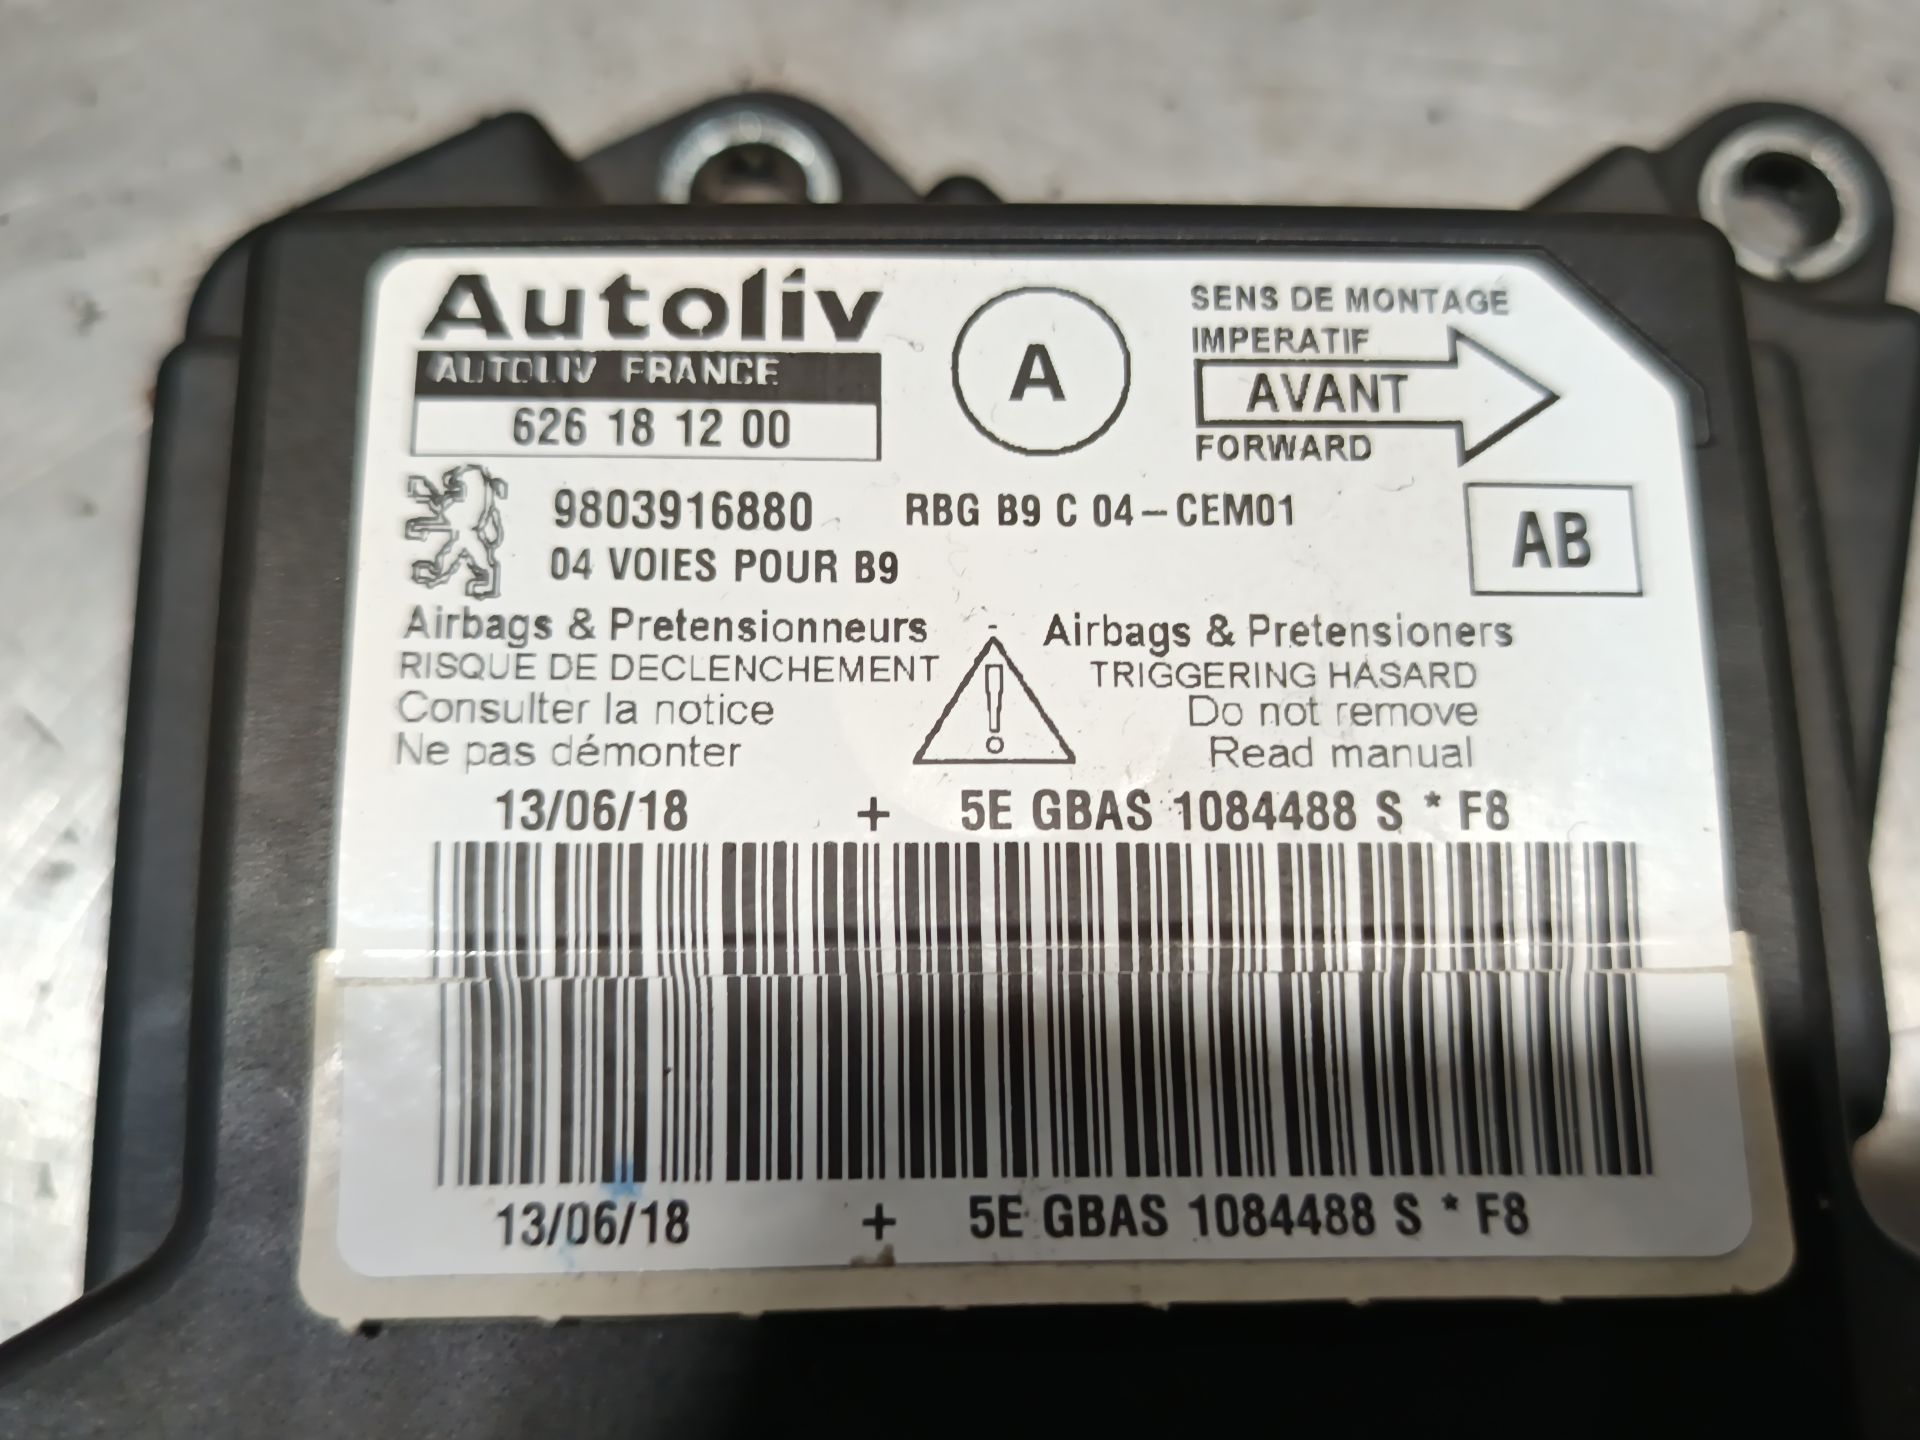 Autoliv
AUTOLIV FRANCE
626 18 12 00
A
SENS DE MONTAGE
IMPERATIF
AVANT
FORWARD
9803916880 RBG B9 C 04-CEM01
04 VOIES POUR B9
AB
Airbags & Pretensionneurs
RISQUE DE DECLENCHEMENT
Consulter la notice
Ne pas démonter
Airbags & Pretensioners
TRIGGERING HASARD
Do not remove
Read manual
13/06/18 + 5E GBAS 1084488 S * F8
13/06/18 + 5E GBAS 1084488 S * F8